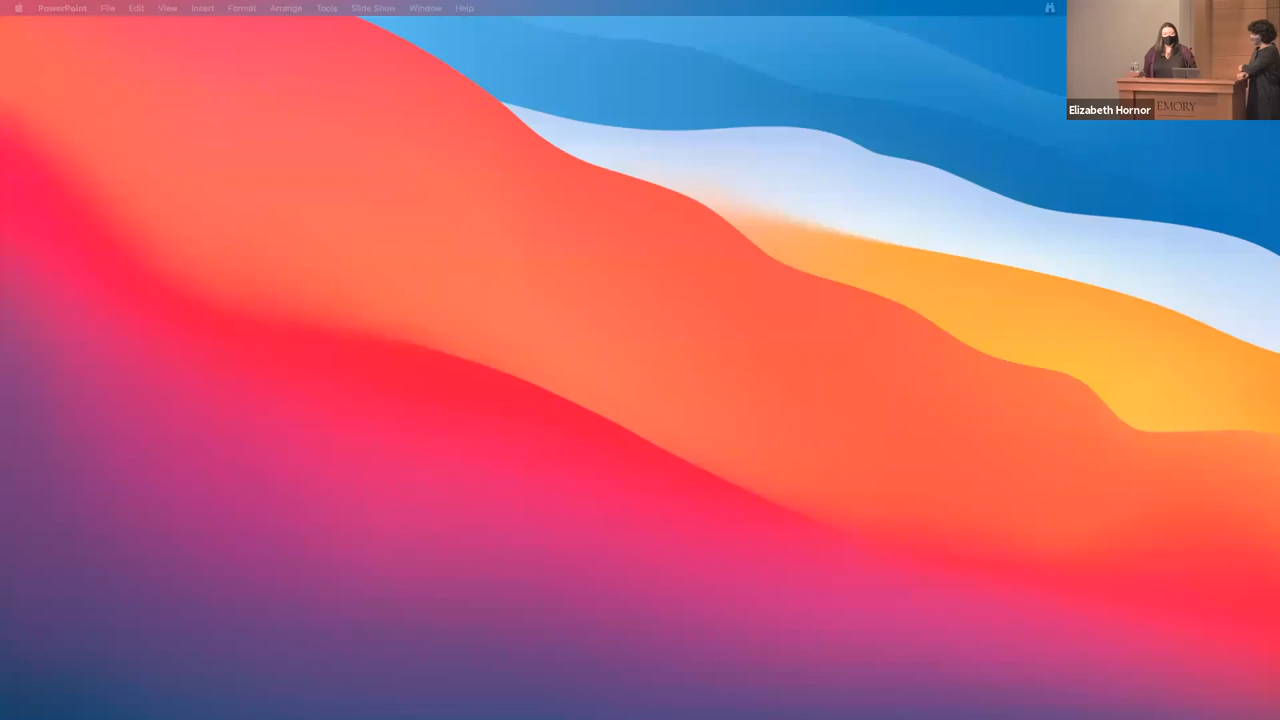 PowerPoint File Edit View Insert Format Arrange Tools Slide Show Window Help
Elizabeth Hornor
EMORY